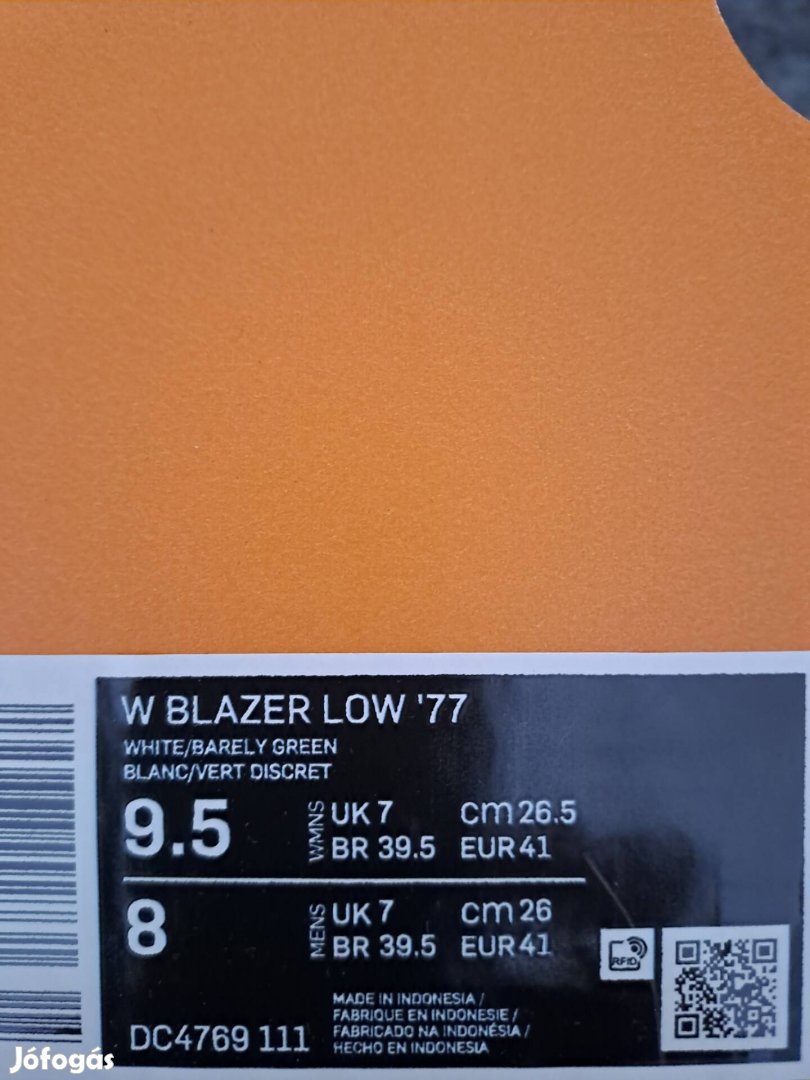 W BLAZER LOW '77
WHITE/BARELY GREEN
BLANC/VERT DISCRET
9.5 WMNS UK 7 cm 26.5
BR 39.5 EUR 41
8 MENS UK 7 cm 26
BR 39.5 EUR 41
RFID
MADE IN INDONESIA /
FABRIQUE EN INDONESIE /
FABRICADO NA INDONÉSIA /
HECHO EN INDONESIA
DC4769 111
Jófogás